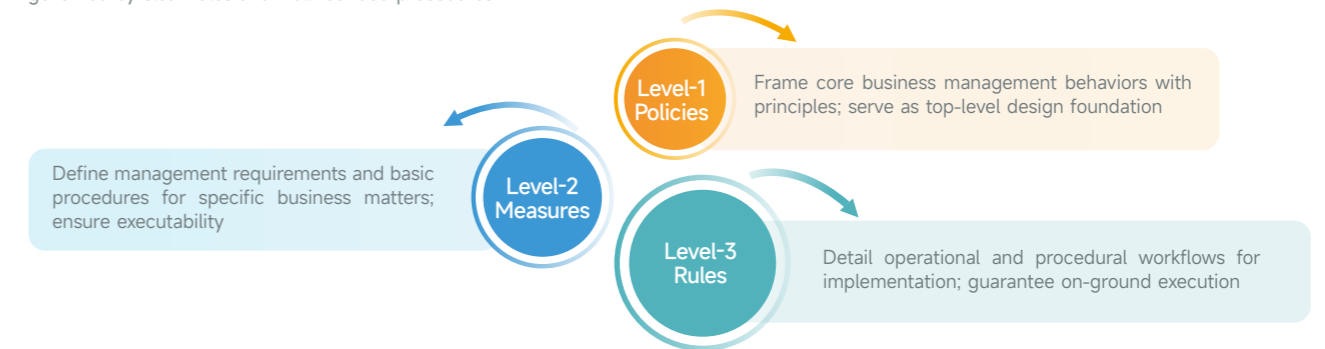 Level-1
Policies
Frame core business management behaviors with
principles; serve as top-level design foundation
Level-2
Measures
Define management requirements and basic
procedures for specific business matters;
ensure executability
Level-3
Rules
Detail operational and procedural workflows for
implementation; guarantee on-ground execution